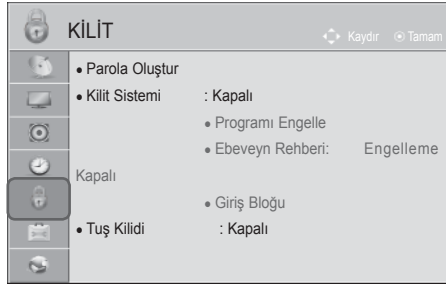 KİLİT
Kaydır Tamam
• Parola Oluştur
• Kilit Sistemi : Kapalı
• Programı Engelle
• Ebeveyn Rehberi: Engelleme
Kapalı
• Giriş Bloğu
• Tuş Kilidi : Kapalı